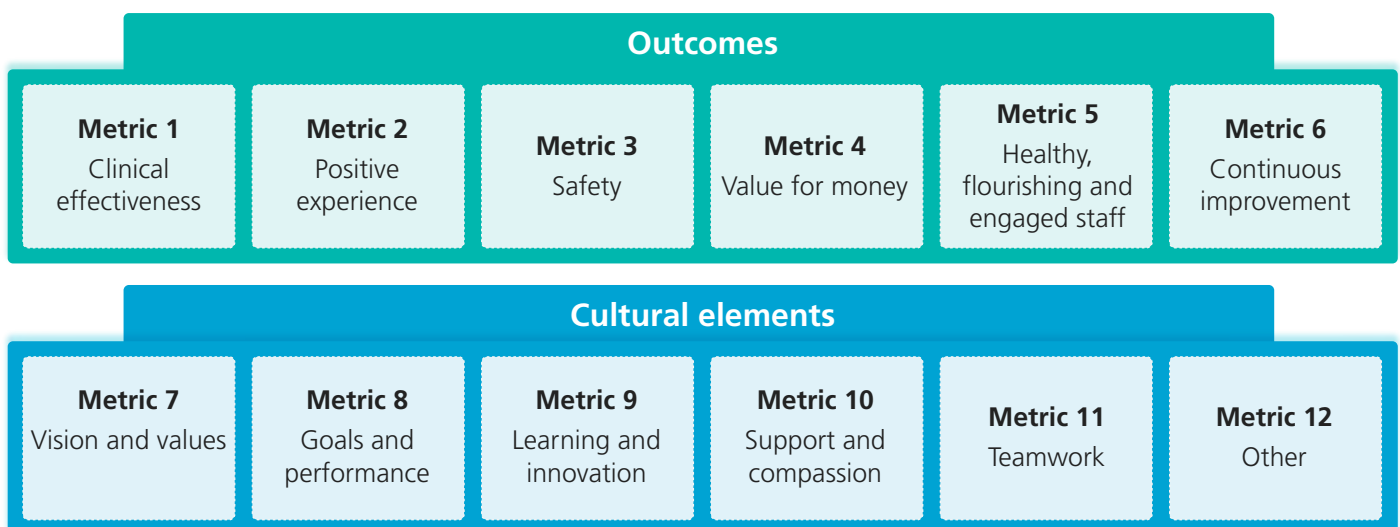 Outcomes
Metric 1
Clinical
effectiveness
Metric 2
Positive
experience
Metric 3
Safety
Metric 4
Value for money
Metric 5
Healthy,
flourishing and
engaged staff
Metric 6
Continuous
improvement
Cultural elements
Metric 7
Vision and values
Metric 8
Goals and
performance
Metric 9
Learning and
innovation
Metric 10
Support and
compassion
Metric 11
Teamwork
Metric 12
Other